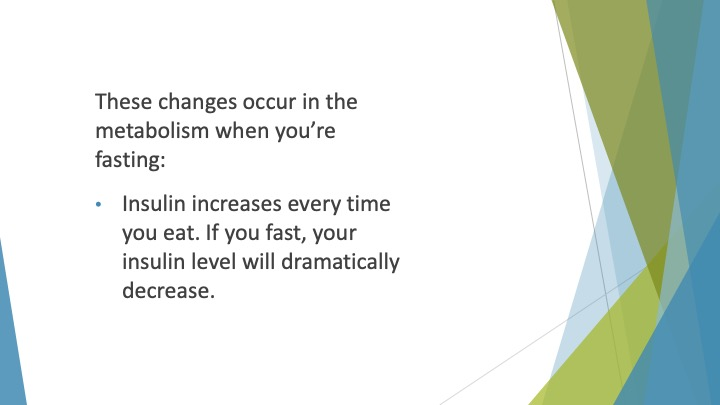 These changes occur in the
metabolism when you’re
fasting:
• Insulin increases every time
you eat. If you fast, your
insulin level will dramatically
decrease.